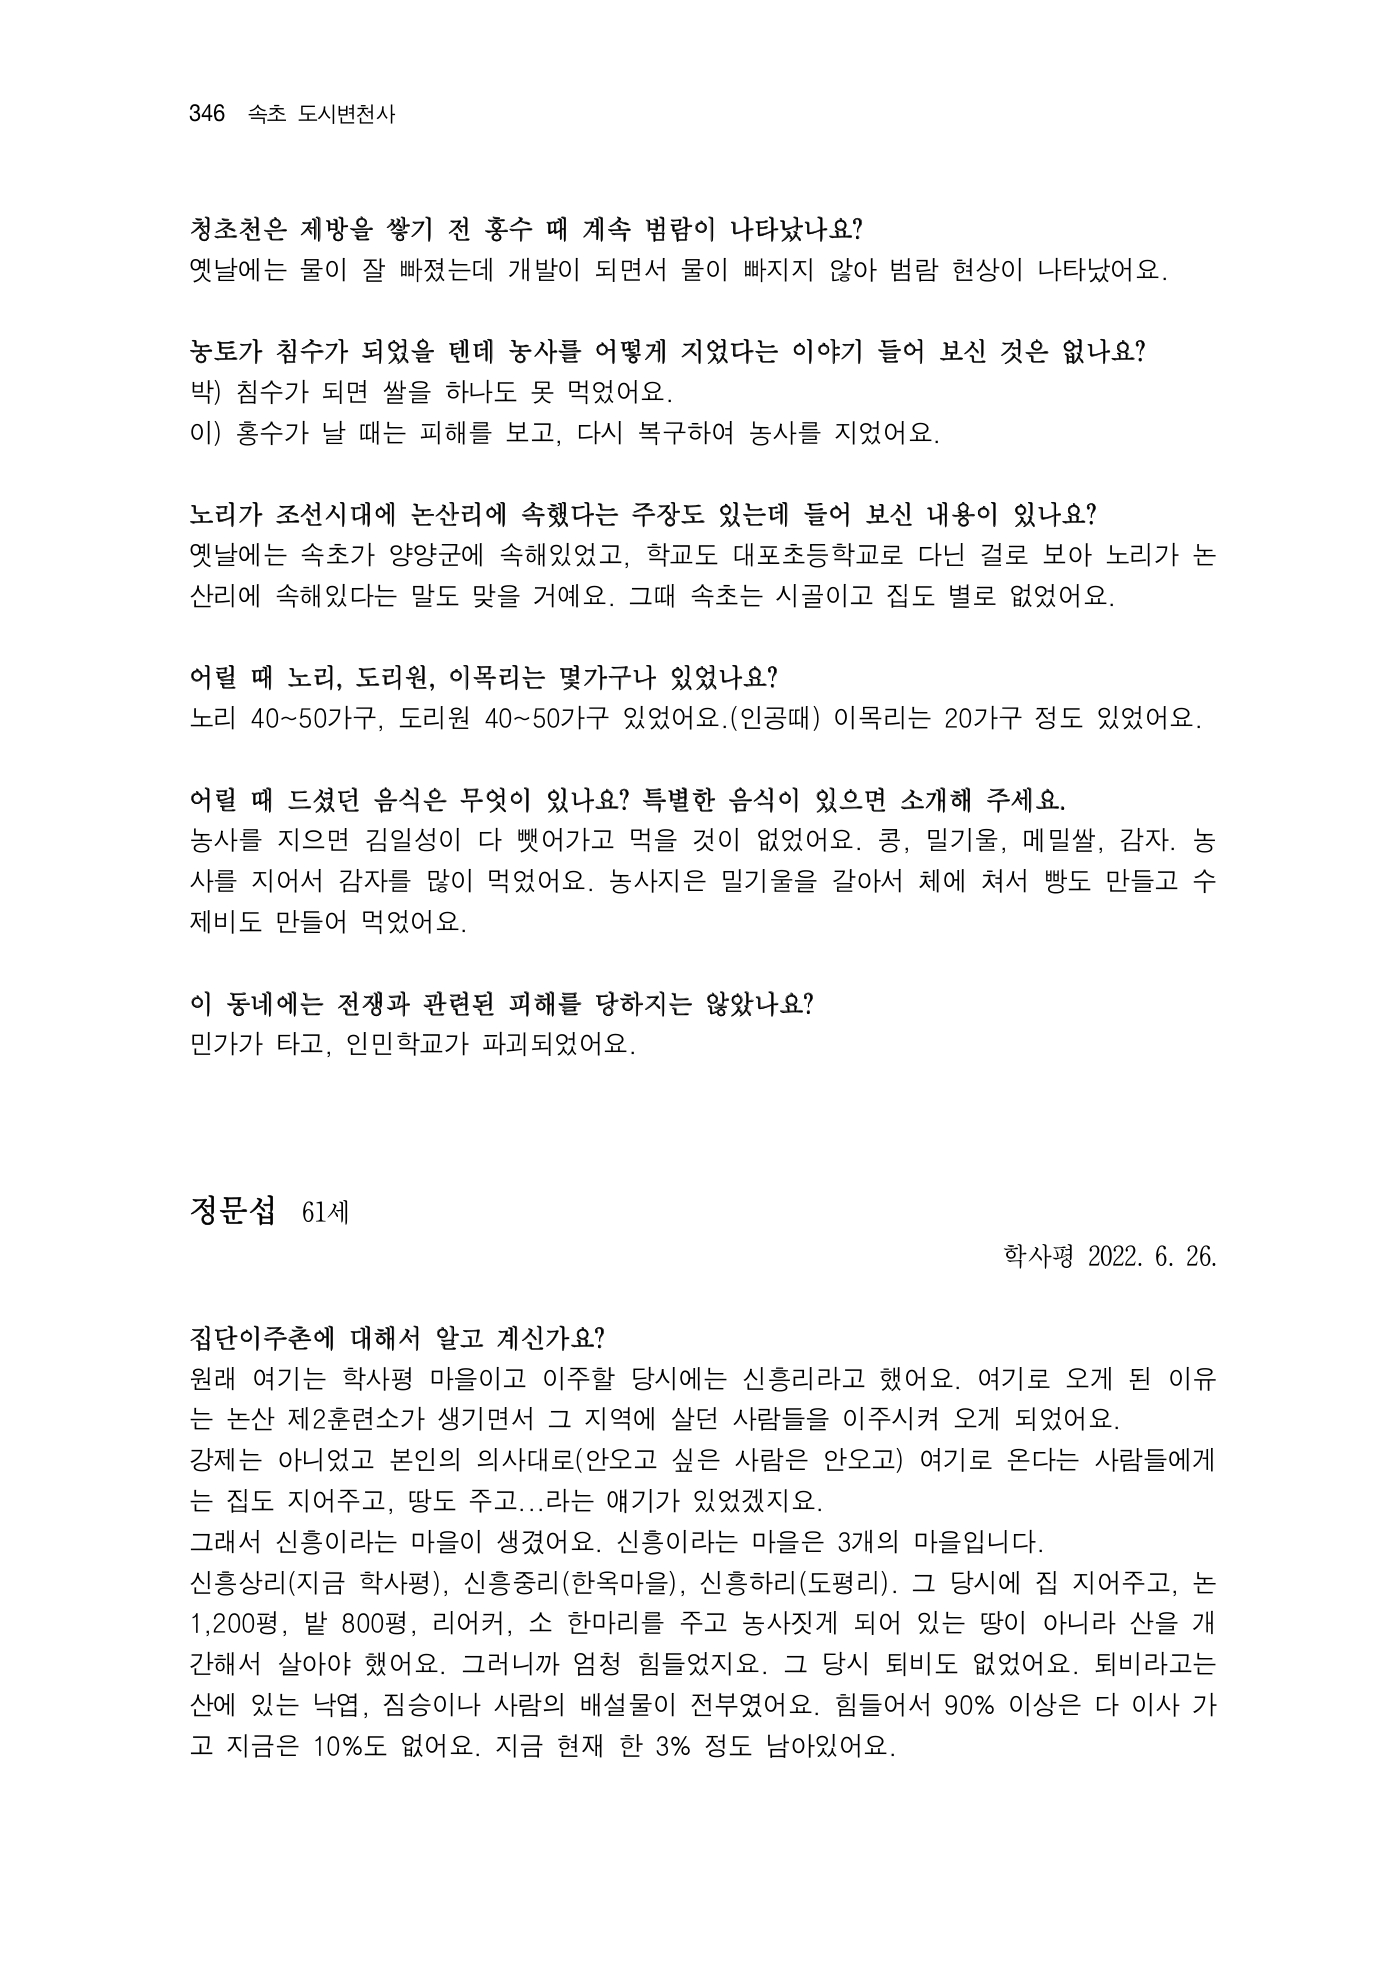 346 속초 도시변천사
청초천은 제방을 쌓기 전 홍수 때 계속 범람이 나타났나요?
옛날에는 물이 잘 빠졌는데 개발이 되면서 물이 빠지지 않아 범람 현상이 나타났어요.
농토가 침수가 되었을 텐데 농사를 어떻게 지었다는 이야기 들어 보신 것은 없나요?
박) 침수가 되면 쌀을 하나도 못 먹었어요.
이) 홍수가 날 때는 피해를 보고, 다시 복구하여 농사를 지었어요.
노리가 조선시대에 논산리에 속했다는 주장도 있는데 들어 보신 내용이 있나요?
옛날에는 속초가 양양군에 속해있었고, 학교도 대포초등학교로 다닌 걸로 보아 노리가 논
산리에 속해있다는 말도 맞을 거예요. 그때 속초는 시골이고 집도 별로 없었어요.
어릴 때 노리, 도리원, 이목리는 몇가구나 있었나요?
노리 40~50가구, 도리원 40~50가구 있었어요.(인공때) 이목리는 20가구 정도 있었어요.
어릴 때 드셨던 음식은 무엇이 있나요? 특별한 음식이 있으면 소개해 주세요.
농사를 지으면 김일성이 다 뺏어가고 먹을 것이 없었어요. 콩, 밀기울, 메밀쌀, 감자. 농
사를 지어서 감자를 많이 먹었어요. 농사지은 밀기울을 갈아서 체에 쳐서 빵도 만들고 수
제비도 만들어 먹었어요.
이 동네에는 전쟁과 관련된 피해를 당하지는 않았나요?
민가가 타고, 인민학교가 파괴되었어요.
정문섭 61세
학사평 2022. 6. 26.
집단이주촌에 대해서 알고 계신가요?
원래 여기는 학사평 마을이고 이주할 당시에는 신흥리라고 했어요. 여기로 오게 된 이유
는 논산 제2훈련소가 생기면서 그 지역에 살던 사람들을 이주시켜 오게 되었어요.
강제는 아니었고 본인의 의사대로(안오고 싶은 사람은 안오고) 여기로 온다는 사람들에게
는 집도 지어주고, 땅도 주고...라는 얘기가 있었겠지요.
그래서 신흥이라는 마을이 생겼어요. 신흥이라는 마을은 3개의 마을입니다.
신흥상리(지금 학사평), 신흥중리(한옥마을), 신흥하리(도평리). 그 당시에 집 지어주고, 논
1,200평, 밭 800평, 리어커, 소 한마리를 주고 농사짓게 되어 있는 땅이 아니라 산을 개
간해서 살아야 했어요. 그러니까 엄청 힘들었지요. 그 당시 퇴비도 없었어요. 퇴비라고는
산에 있는 낙엽, 짐승이나 사람의 배설물이 전부였어요. 힘들어서 90% 이상은 다 이사 가
고 지금은 10%도 없어요. 지금 현재 한 3% 정도 남아있어요.